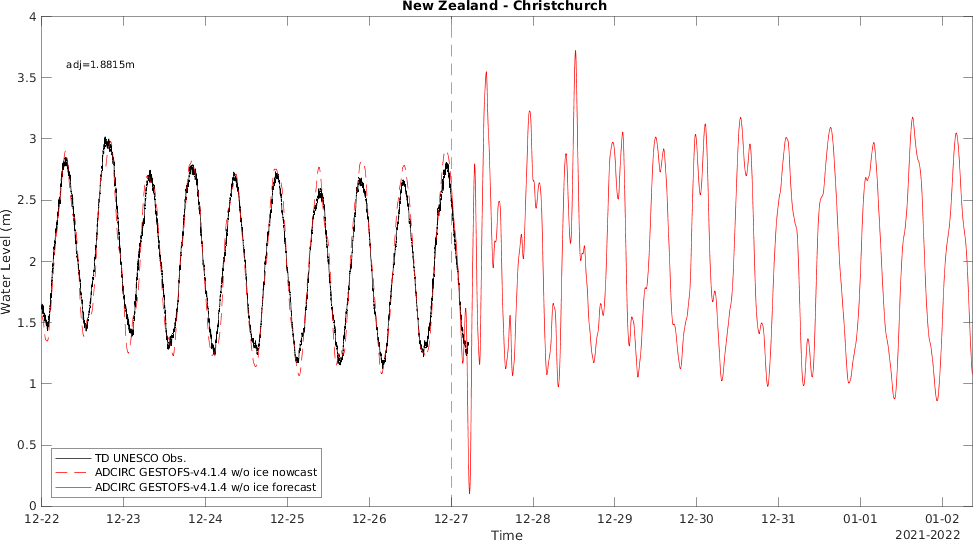 New Zealand - Christchurch
adj=1.8815m
Water Level (m)
4
3.5
3
2.5
2
1.5
1
0.5
0
TD UNESCO Obs.
ADCIRC GESTOFS-v4.1.4 w/o ice nowcast
ADCIRC GESTOFS-v4.1.4 w/o ice forecast
12-22 12-23 12-24 12-25 12-26 12-27 12-28 12-29 12-30 12-31 01-01 01-02
Time
2021-2022